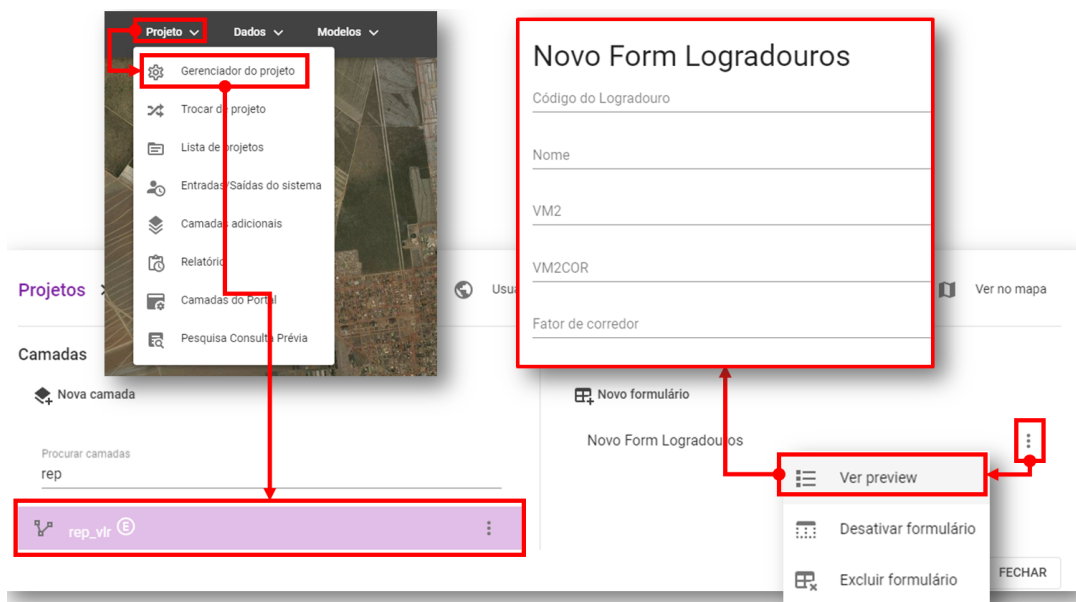 Projeto
Dados
Modelos
Gerenciador do projeto
Trocar de projeto
Lista de projetos
Entradas/Saídas do sistema
Camadas adicionais
Relatório
Camadas do Portal
Pesquisa Consulta Prévia
Novo Form Logradouros
Código do Logradouro
Nome
VM2
VM2COR
Fator de corredor
Projetos
Ver no mapa
Camadas
Nova camada
Procurar camadas
rep
rep_vlr E
Novo formulário
Novo Form Logradouros
Ver preview
Desativar formulário
Excluir formulário
FECHAR